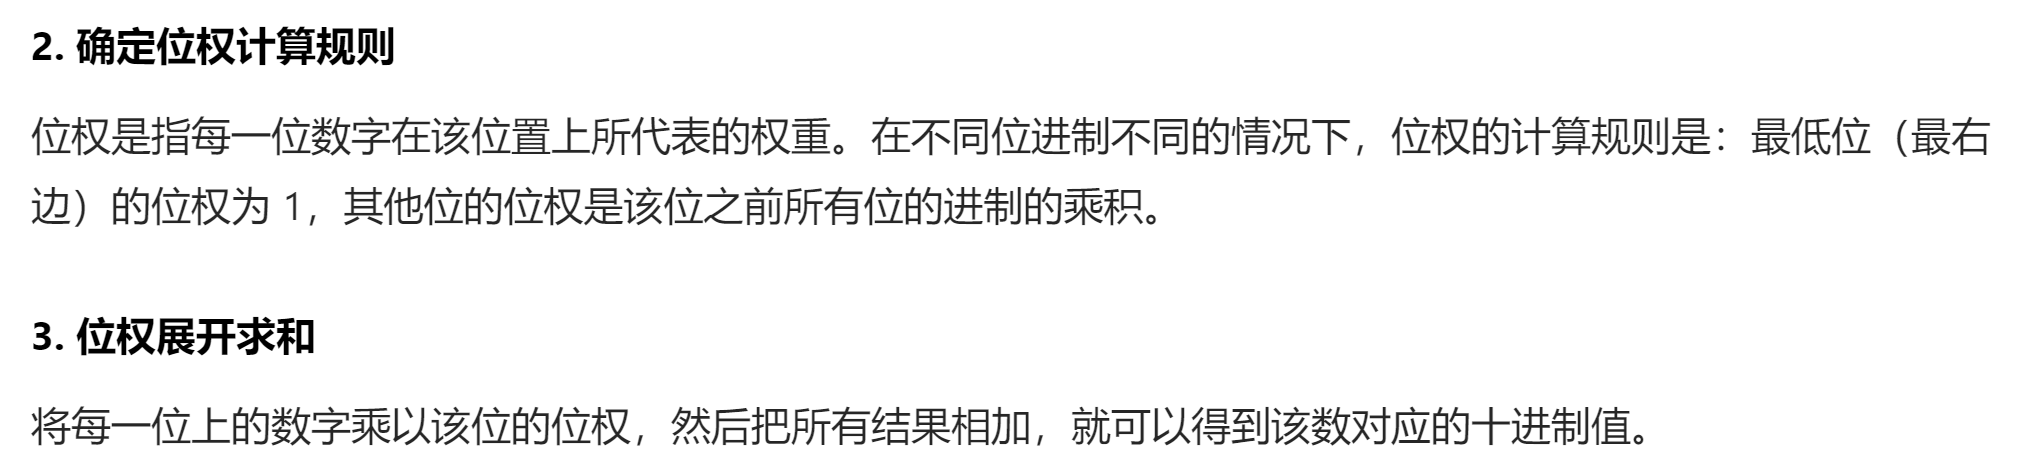 2. 确定位权计算规则
位权是指每一位数字在该位置上所代表的权重。在不同位进制不同的情况下，位权的计算规则是：最低位（最右
边）的位权为 1，其他位的位权是该位之前所有位的进制的乘积。
3. 位权展开求和
将每一位上的数字乘以该位的位权，然后把所有结果相加，就可以得到该数对应的十进制值。